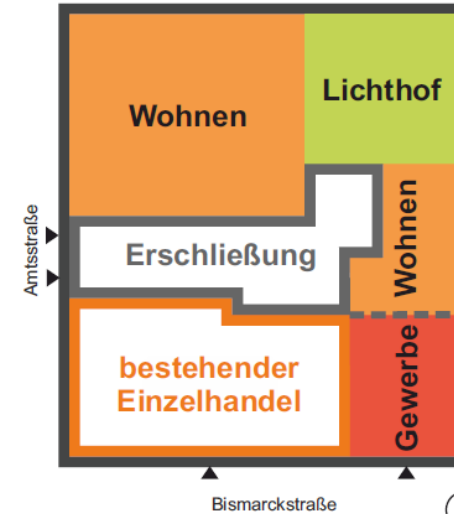 Wohnen
Lichthof
Amtsstraße
Erschließung
Wohnen
bestehender
Einzelhandel
Gewerbe
Bismarckstraße